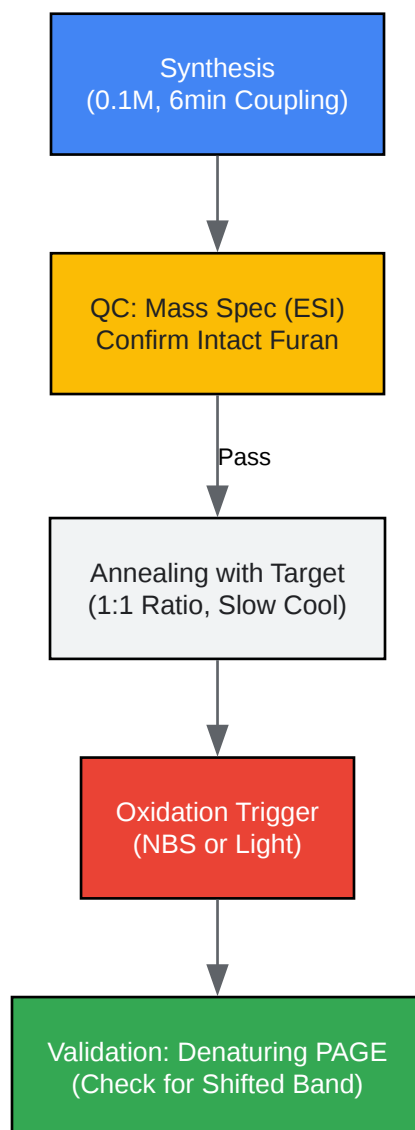 Synthesis
(0.1M, 6min Coupling)
QC: Mass Spec (ESI)
Confirm Intact Furan
Pass
Annealing with Target
(1:1 Ratio, Slow Cool)
Oxidation Trigger
(NBS or Light)
Validation: Denaturing PAGE
(Check for Shifted Band)